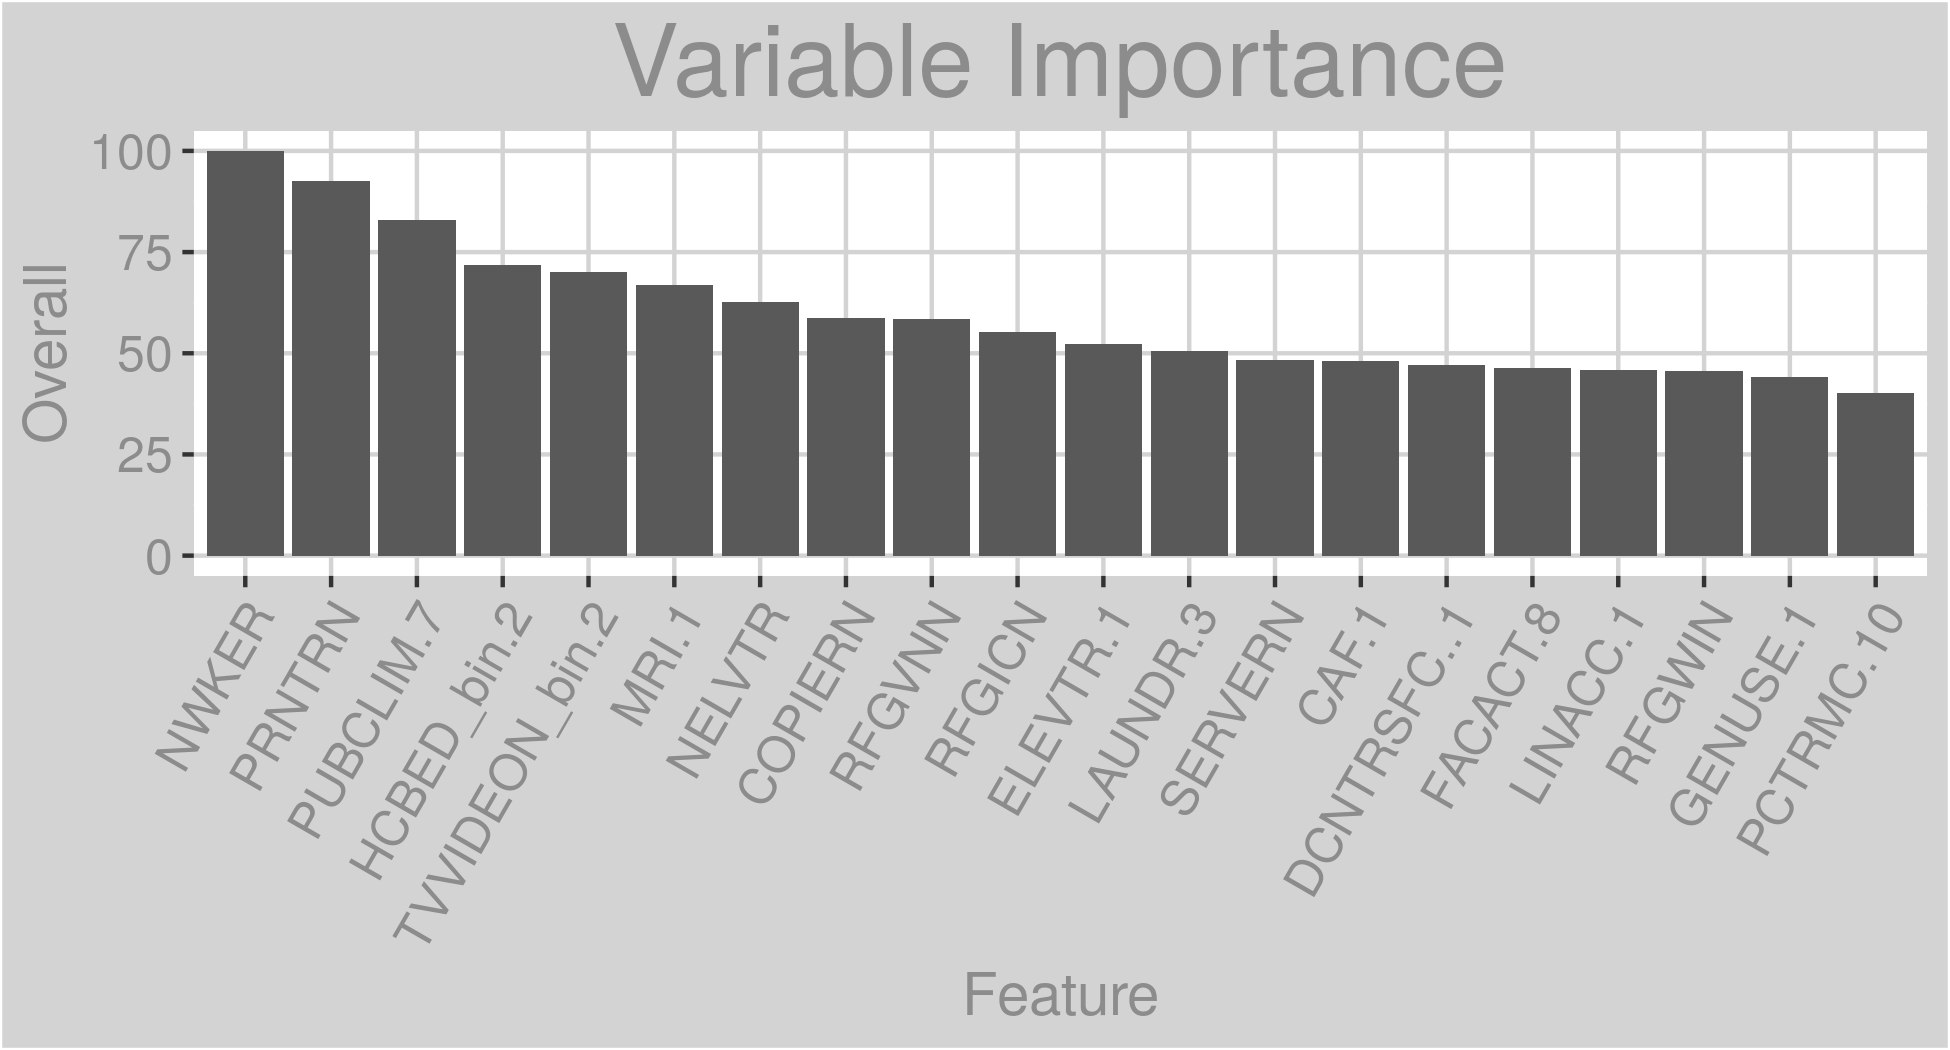 Variable Importance
100
75
50
25
0
Overall
NWKER
PRNTRN
PUBCLIM.7
HCBED_bin.2
TVVIDEON_bin.2
MRI.1
NELVTR
COPIERN
RFGVNN
RFGICN
ELEVTR.1
LAUNDR.3
SERVERN
CAF.1
DCNTRSFC..1
FACACT.8
LINACC.1
RFGWIN
GENUSE.1
PCTRMC.10
Feature